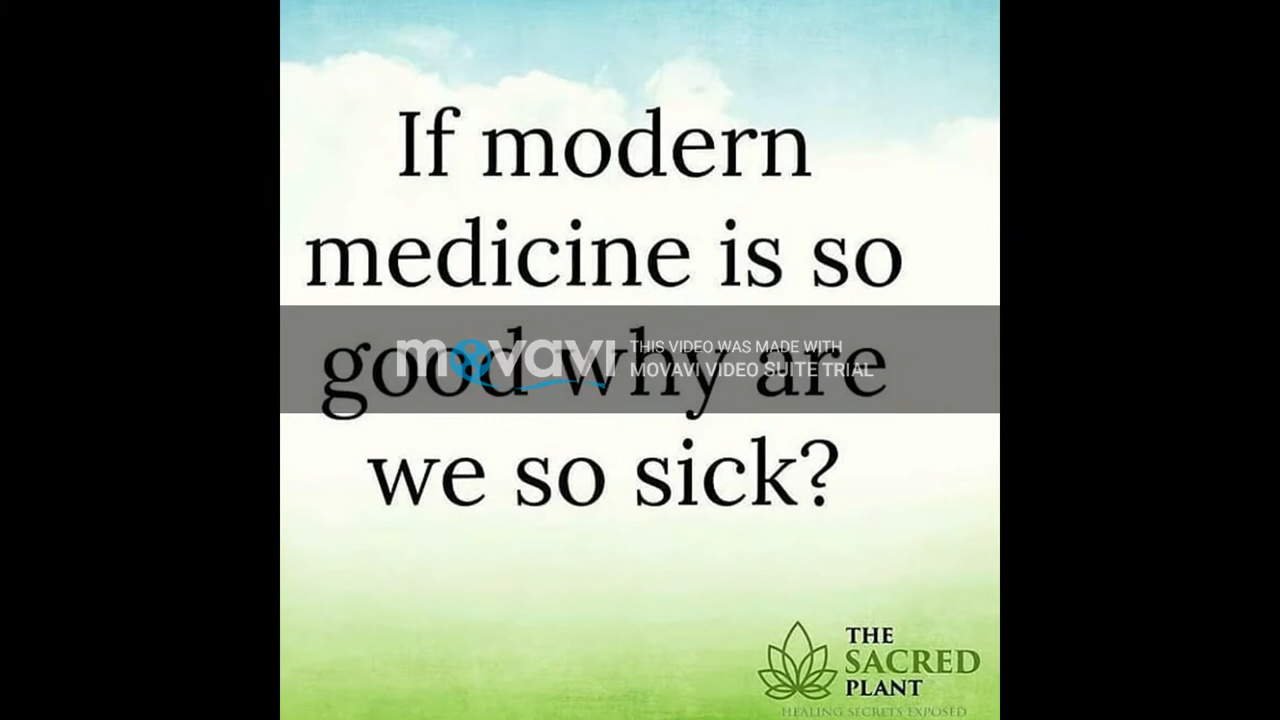 If modern
medicine is so
good why are
movavi
THIS VIDEO WAS MADE WITH
MOVAVI VIDEO SUITE TRIAL
we so sick?
THE
SACRED
PLANT
HEALING SECRETS EXPOSED